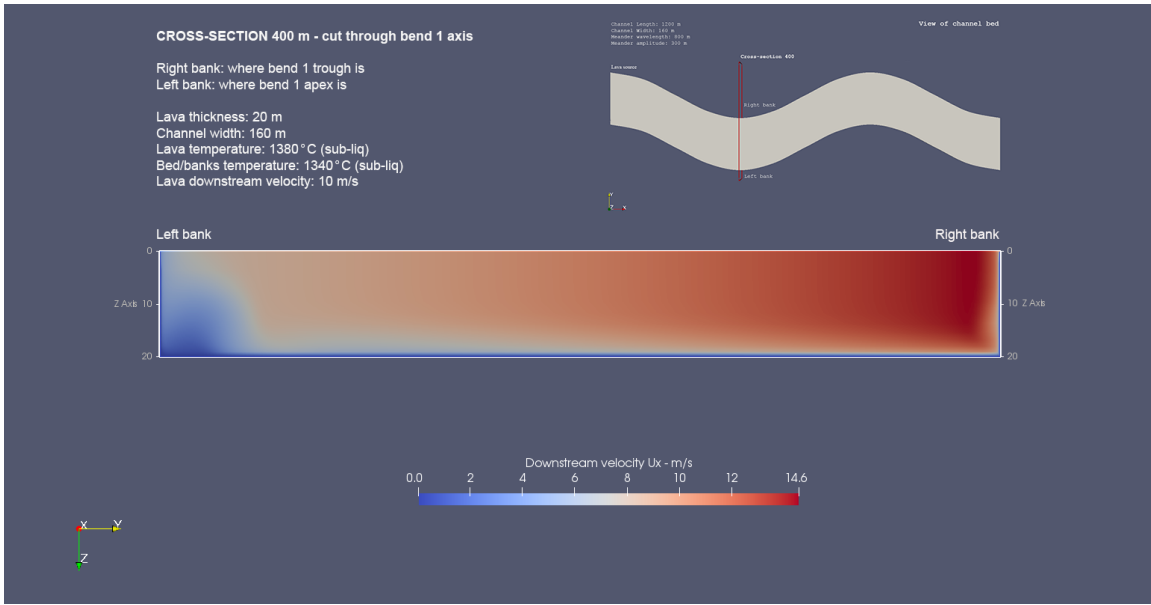 CROSS-SECTION 400 m - cut through bend 1 axis
Right bank: where bend 1 trough is
Left bank: where bend 1 apex is
Lava thickness: 20 m
Channel width: 160 m
Lava temperature: 1380°C (sub-liq)
Bed/banks temperature: 1340°C (sub-liq)
Lava downstream velocity: 10 m/s
Channel Length: 1200 m
Channel Width: 160 m
Meander wavelength: 800 m
Meander amplitude: 300 m
View of channel bed
Cross-section 400
Lava source
Right bank
Left bank
Y
Z X
Left bank
Right bank
0
0
Z Axis 10
10 Z Axis
20
20
Downstream velocity Ux - m/s
0.0 2 4 6 8 10 12 14.6
X Y
Z